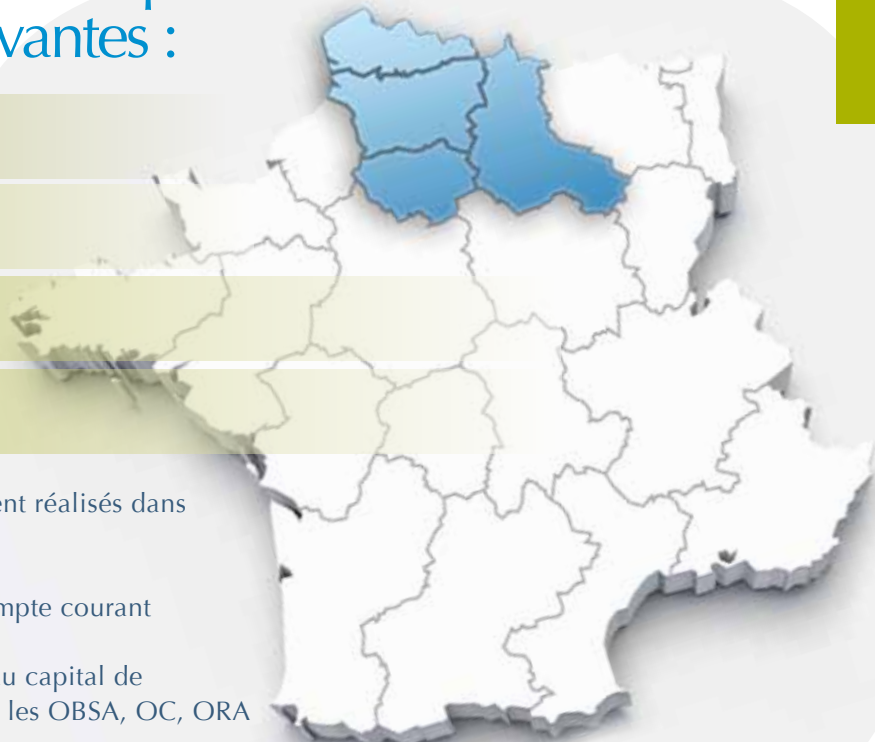 vantes :
ent réalisés dans
mpte courant
u capital de
les OBSA, OC, ORA